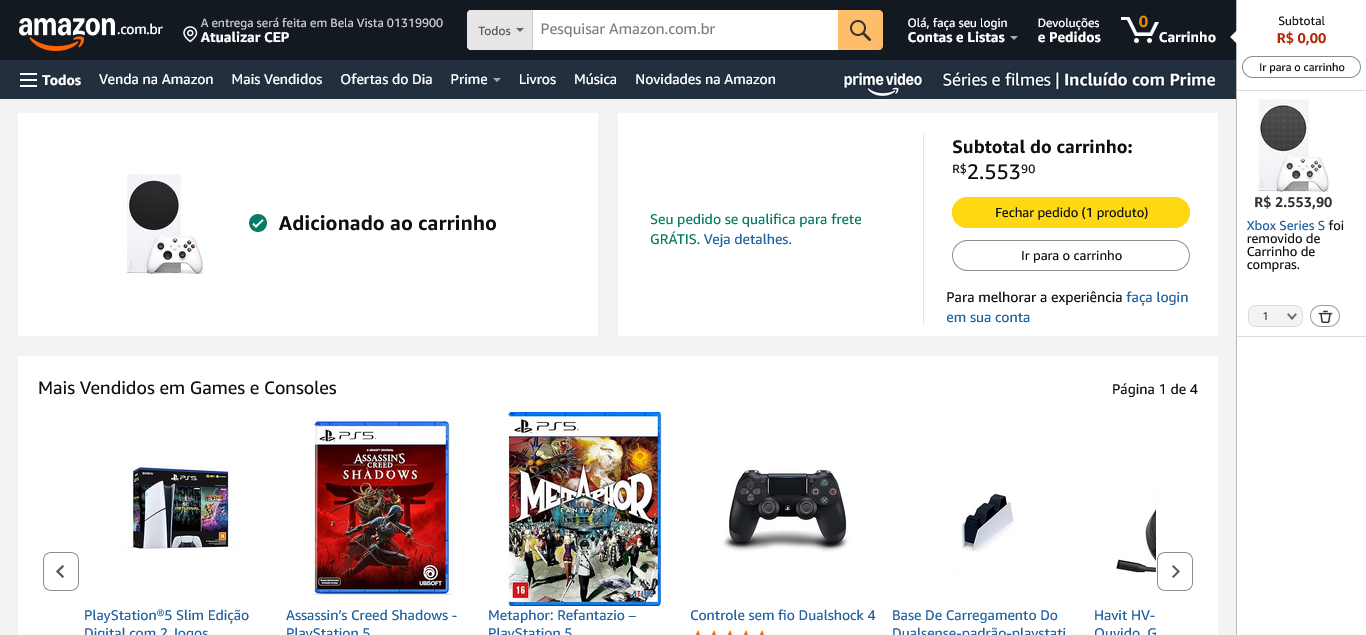 amazon.com.br
A entrega será feita em Bela Vista 01319900
Atualizar CEP
Todos
Pesquisar Amazon.com.br
Olá, faça seu login
Contas e Listas
Devoluções
e Pedidos
0
Carrinho
Todos
Venda na Amazon
Mais Vendidos
Ofertas do Dia
Prime
Livros
Música
Novidades na Amazon
prime video
Séries e filmes | Incluído com Prime
Subtotal
R$ 0,00
Ir para o carrinho
R$ 2.553,90
Xbox Series S foi
removido de
Carrinho de
compras.
1
Adicionado ao carrinho
Seu pedido se qualifica para frete
GRÁTIS. Veja detalhes.
Subtotal do carrinho:
R$2.55390
Fechar pedido (1 produto)
Ir para o carrinho
Para melhorar a experiência faça login
em sua conta
Mais Vendidos em Games e Consoles
Página 1 de 4
PS5
PS5
ASSASSIN'S
CREED
SHADOWS
UBISOFT
PS5
METAPHOR
REFANTAZIO
16
ATLUS
PlayStation®5 Slim Edição
Digital com 2 Jogos
Assassin's Creed Shadows -
PlayStation 5
Metaphor: Refantazio –
PlayStation 5
Controle sem fio Dualshock 4
Base De Carregamento Do
Dualsense-padrão-playstati
Havit HV-
Ouvido, G